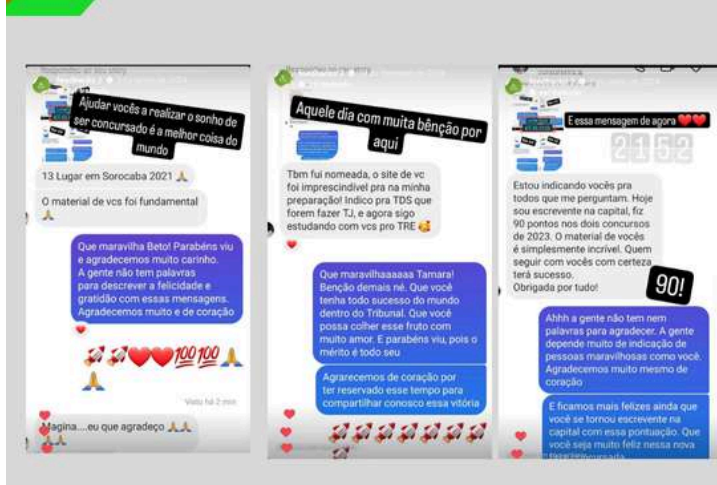 Ajudar vocês a realizar o sonho de
ser concursado é a melhor coisa do
mundo
13 Lugar em Sorocaba 2021 🙏
O material de vcs foi fundamental
🙏
Que maravilha Beto! Parabéns viu
e agradecemos muito carinho.
A gente não tem palavras
para descrever a felicidade e
gratidão com essas mensagens.
Agradecemos muito e de coração
🚀🚀❤️❤️💯💯🙏
🙏
Visto há 2 min
Magina....eu que agradeço 🙏🙏
🙏🙏
Aquele dia com muita bênção por
aqui
Tbm fui nomeada, o site de vc
foi imprescindível pra na minha
preparação! Indico pra TDS que
forem fazer TJ, e agora sigo
estudando com vcs pro TRE 🥰
Que maravilhaaaaaa Tamara!
Benção demais né. Que você
tenha todo sucesso do mundo
dentro do Tribunal. Que você
possa colher esse fruto com
muito amor. E parabéns viu, pois o
mérito é todo seu
Agrarecemos de coração por
ter reservado esse tempo para
compartilhar conosco essa vitória
🚀🚀🚀🚀🚀🚀🚀
🚀
E essa mensagem de agora ❤️❤️
21 52
Estou indicando vocês pra
todos que me perguntam. Hoje
sou escrevente na capital, fiz
90 pontos nos dois concursos
de 2023. O material de vocês
é simplesmente incrível. Quem
seguir com vocês com certeza
terá sucesso.
Obrigada por tudo!
90!
Ahhh a gente não tem nem
palavras para agradecer. A gente
depende muito de indicação de
pessoas maravilhosas como você.
Agradecemos muito mesmo de
coração
E ficamos mais felizes ainda que
você se tornou escrevente na
capital com essa pontuação. Que
você seja muito feliz nessa nova